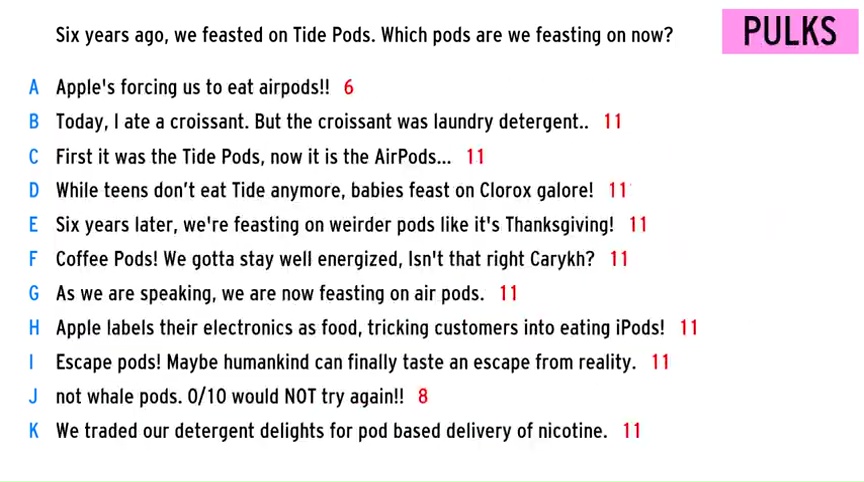 Six years ago, we feasted on Tide Pods. Which pods are we feasting on now?
PULKS
A Apple's forcing us to eat airpods!! 6
B Today, I ate a croissant. But the croissant was laundry detergent.. 11
C First it was the Tide Pods, now it is the AirPods... 11
D While teens don’t eat Tide anymore, babies feast on Clorox galore! 11
E Six years later, we're feasting on weirder pods like it's Thanksgiving! 11
F Coffee Pods! We gotta stay well energized, Isn't that right Carykh? 11
G As we are speaking, we are now feasting on air pods. 11
H Apple labels their electronics as food, tricking customers into eating iPods! 11
I Escape pods! Maybe humankind can finally taste an escape from reality. 11
J not whale pods. 0/10 would NOT try again!! 8
K We traded our detergent delights for pod based delivery of nicotine. 11